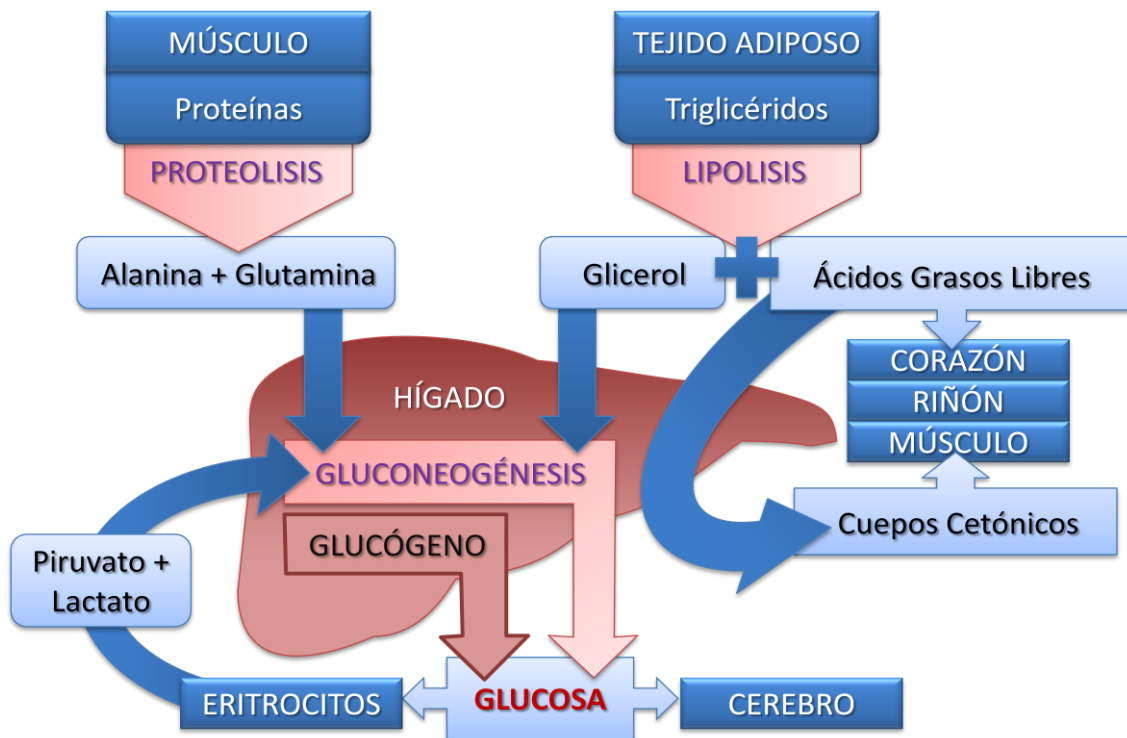 MÚSCULO
Proteínas
PROTEOLISIS
Alanina + Glutamina
TEJIDO ADIPOSO
Triglicéridos
LIPOLISIS
Glicerol
Ácidos Grasos Libres
CORAZÓN
RIÑÓN
MÚSCULO
Cuepos Cetónicos
HÍGADO
GLUCONEOGÉNESIS
GLUCÓGENO
Piruvato +
Lactato
ERITROCITOS
GLUCOSA
CEREBRO